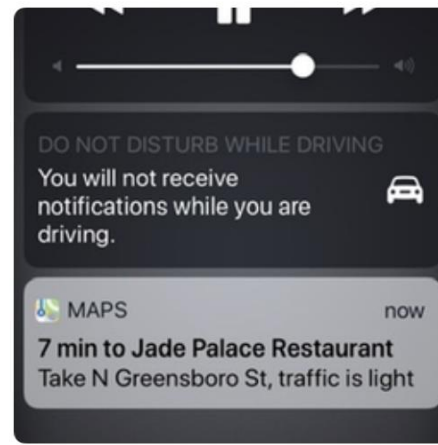 DO NOT DISTURB WHILE DRIVING
You will not receive
notifications while you are
driving.
MAPS
now
7 min to Jade Palace Restaurant
Take N Greensboro St, traffic is light